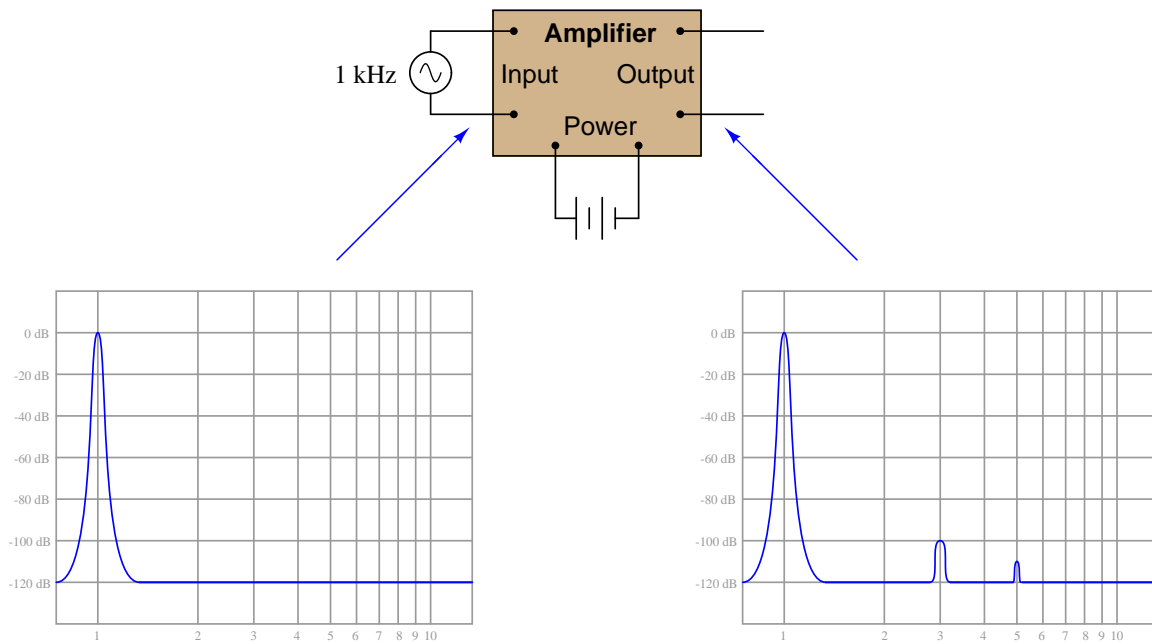 Amplifier
1 kHz
Input Output
Power
0 dB
-20 dB
-40 dB
-60 dB
-80 dB
-100 dB
-120 dB
1 2 3 4 5 6 7 8 9 10
0 dB
-20 dB
-40 dB
-60 dB
-80 dB
-100 dB
-120 dB
1 2 3 4 5 6 7 8 9 10